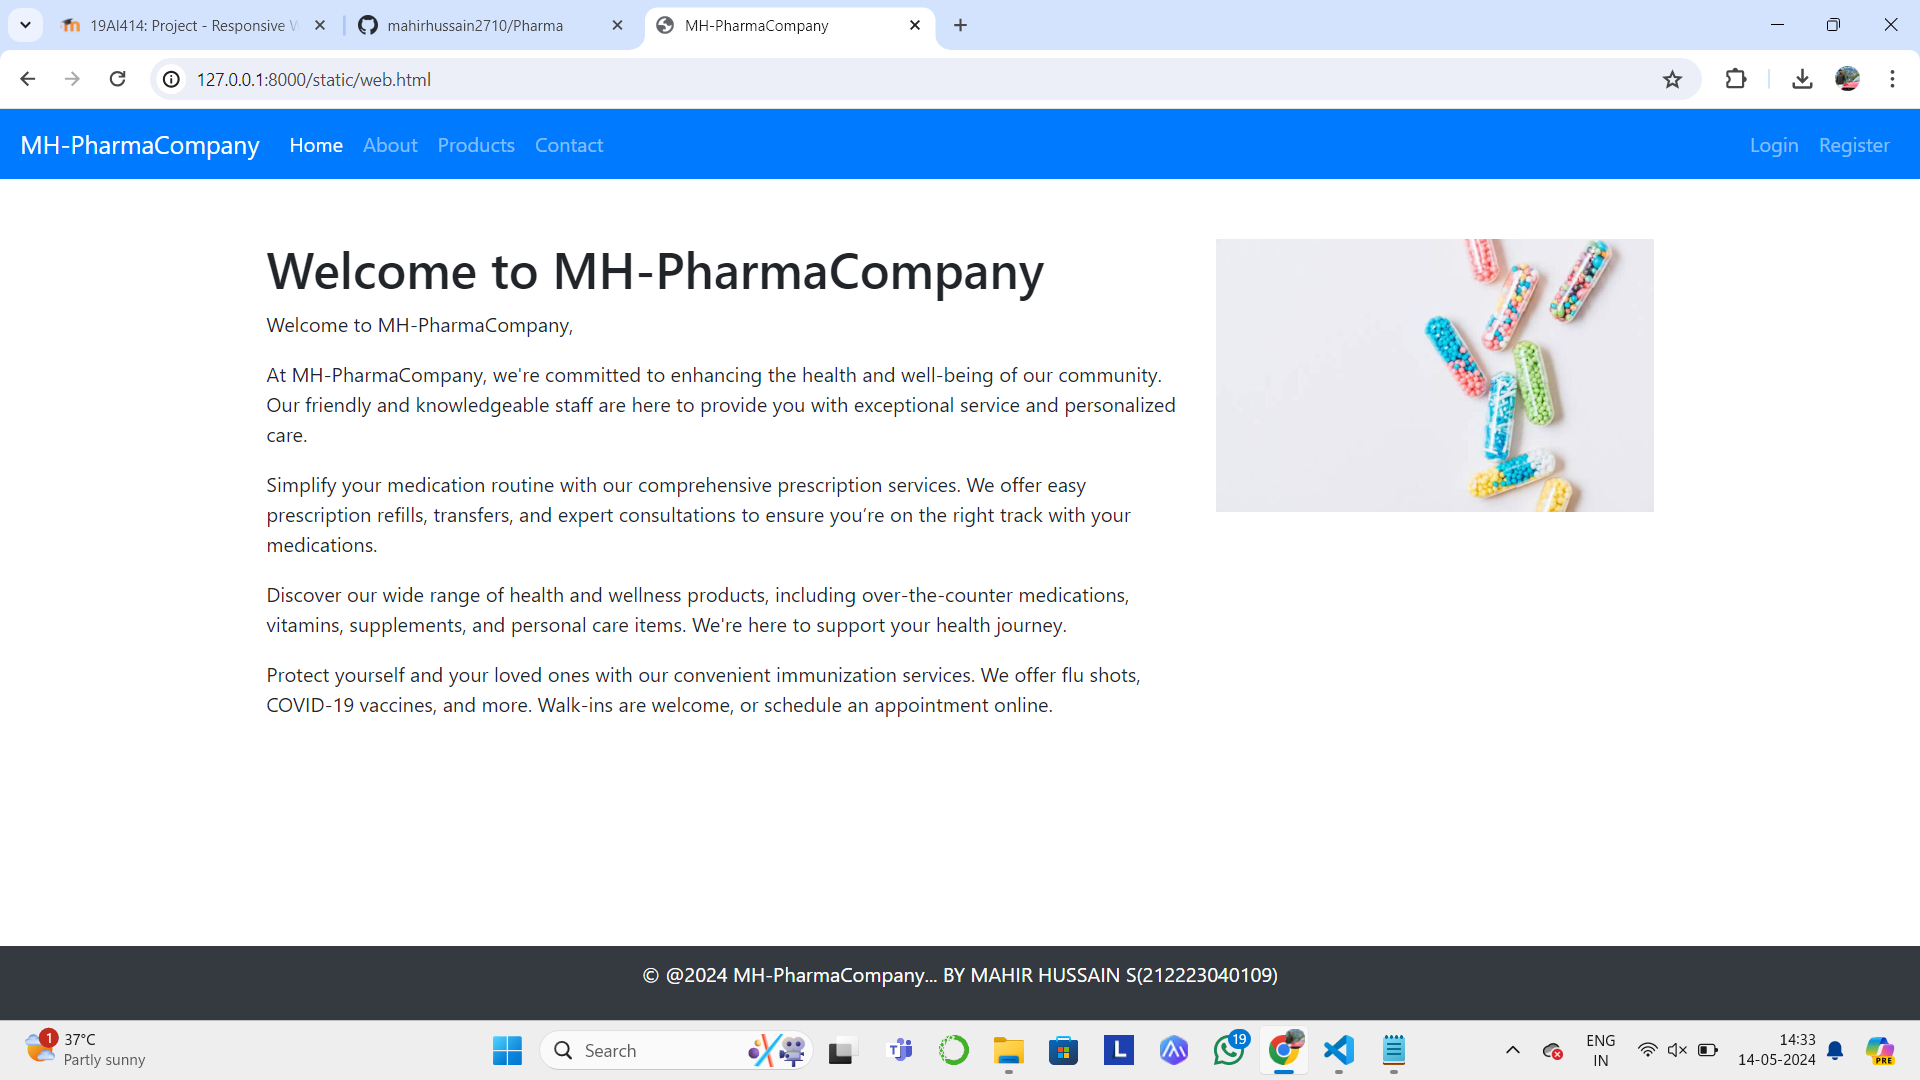 19AI414: Project - Responsive W
mahirhussain2710/Pharma
MH-PharmaCompany
127.0.0.1:8000/static/web.html
MH-PharmaCompany
Home
About
Products
Contact
Login
Register
Welcome to MH-PharmaCompany
Welcome to MH-PharmaCompany,
At MH-PharmaCompany, we're committed to enhancing the health and well-being of our community.
Our friendly and knowledgeable staff are here to provide you with exceptional service and personalized
care.
Simplify your medication routine with our comprehensive prescription services. We offer easy
prescription refills, transfers, and expert consultations to ensure you’re on the right track with your
medications.
Discover our wide range of health and wellness products, including over-the-counter medications,
vitamins, supplements, and personal care items. We're here to support your health journey.
Protect yourself and your loved ones with our convenient immunization services. We offer flu shots,
COVID-19 vaccines, and more. Walk-ins are welcome, or schedule an appointment online.
© @2024 MH-PharmaCompany... BY MAHIR HUSSAIN S(212223040109)
1
37°C
Partly sunny
Search
L
19
ENG
IN
14:33
14-05-2024
PRE